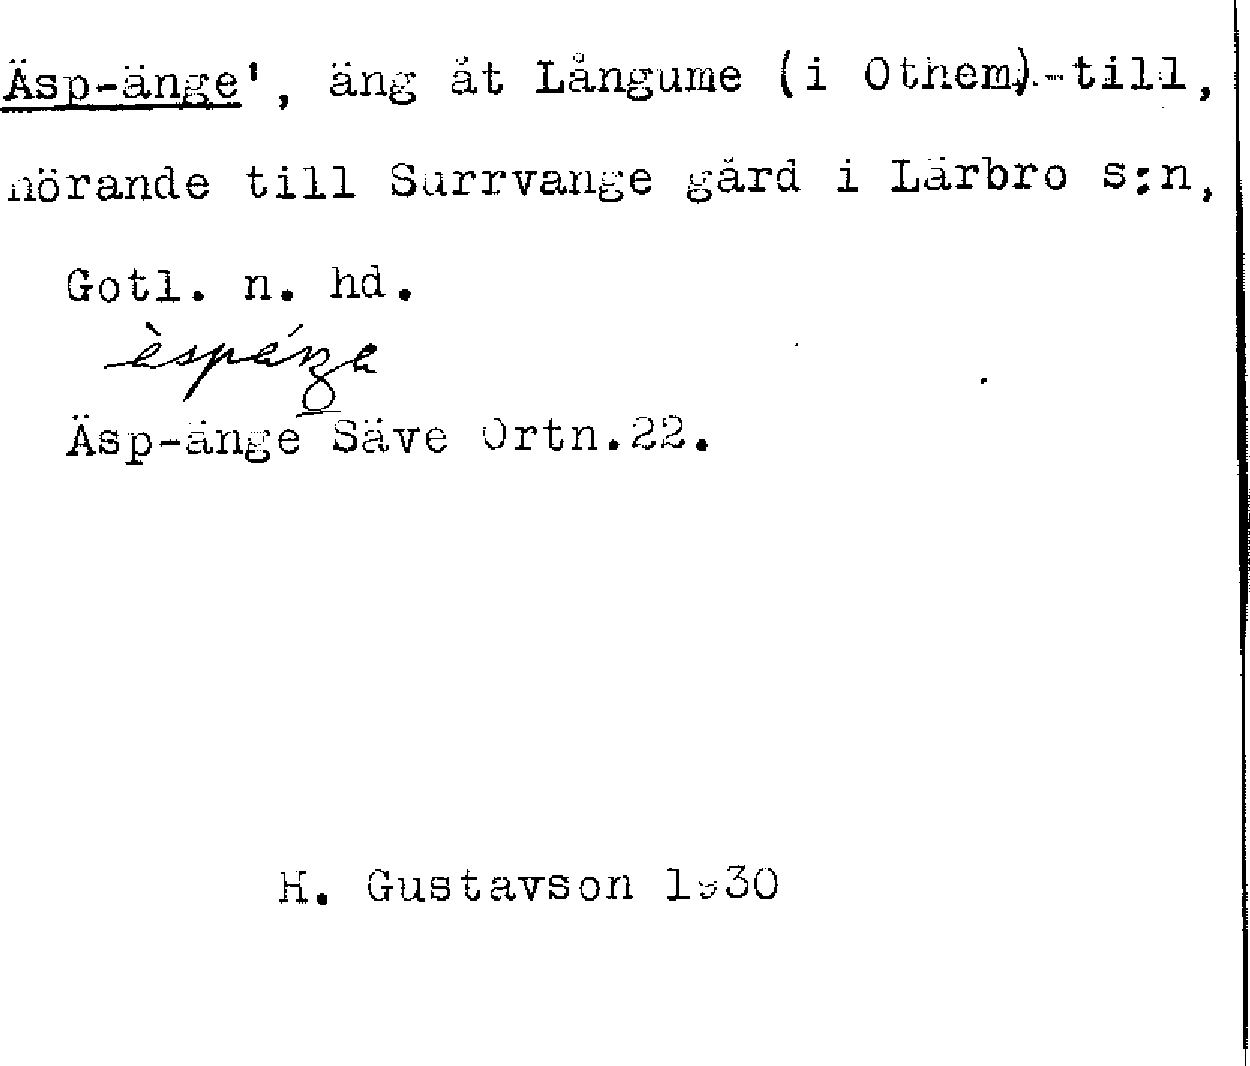 Äsp-änge', äng åt Långume (i Othem)-till,
hörande till Surrvange gård i Lärbro s:n,
Gotl. n. hd.
Äsp-änge Säve Ortn.22.
H. Gustavson 1930